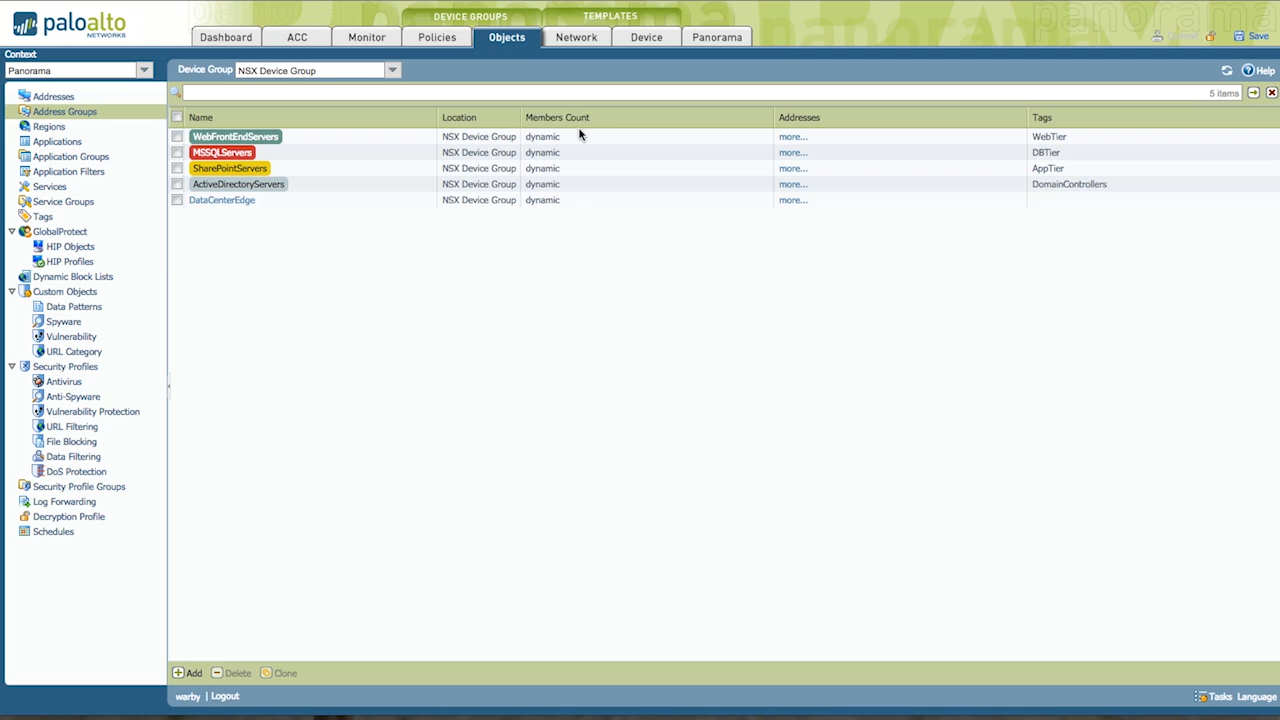 paloalto
NETWORKS
DEVICE GROUPS
TEMPLATES
Dashboard
ACC
Monitor
Policies
Objects
Network
Device
Panorama
Commit
Save
Context
Panorama
Device Group
NSX Device Group
Help
5 items
Addresses
Address Groups
Regions
Applications
Application Groups
Application Filters
Services
Service Groups
Tags
GlobalProtect
HIP Objects
HIP Profiles
Dynamic Block Lists
Custom Objects
Data Patterns
Spyware
Vulnerability
URL Category
Security Profiles
Antivirus
Anti-Spyware
Vulnerability Protection
URL Filtering
File Blocking
Data Filtering
DoS Protection
Security Profile Groups
Log Forwarding
Decryption Profile
Schedules
Name Location Members Count Addresses Tags
WebFrontEndServers NSX Device Group dynamic more... WebTier
MSSQLServers NSX Device Group dynamic more... DBTier
SharePointServers NSX Device Group dynamic more... AppTier
ActiveDirectoryServers NSX Device Group dynamic more... DomainControllers
DataCenterEdge NSX Device Group dynamic more...
Add
Delete
Clone
warby | Logout
Tasks
Language